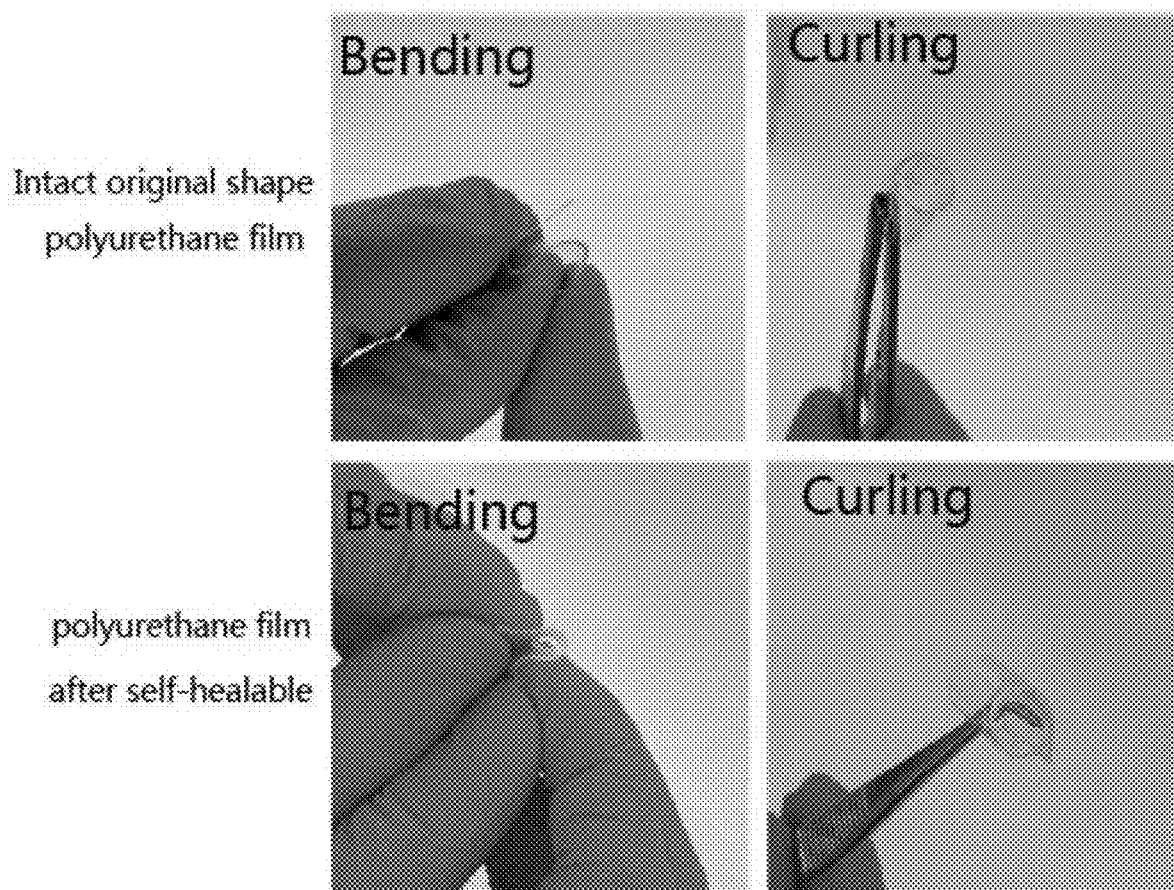 Bending
Curling
Intact original shape
polyurethane film
Bending
Curling
polyurethane film
after self-healable